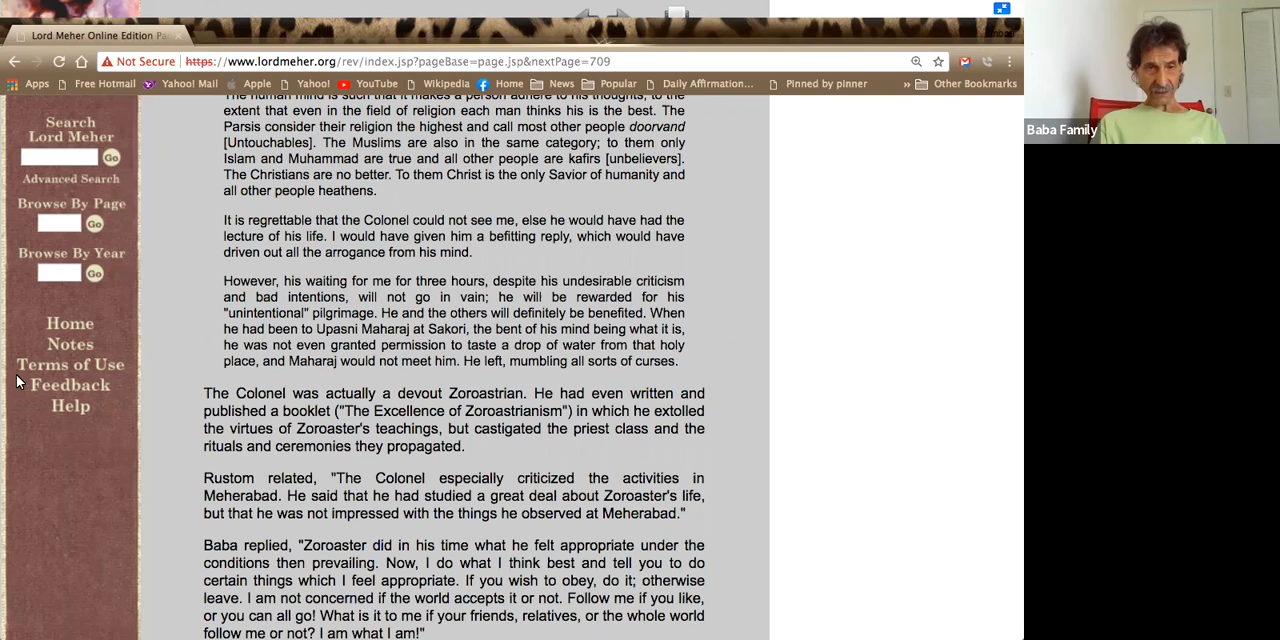 Lord Meher Online Edition Pa
Not Secure
https://www.lordmeher.org/rev/index.jsp?pageBase=page.jsp&nextPage=709
Apps
Free Hotmail
Yahoo! Mail
Apple
Yahoo!
YouTube
Wikipedia
Home
News
Popular
Daily Affirmation...
Pinned by pinner
»
Other Bookmarks
Baba Family
Search
Lord Meher
Go
Advanced Search
Browse By Page
Go
Browse By Year
Go
Home
Notes
Terms of Use
Feedback
Help
The human mind is such that it makes a person adhere to his thoughts, to the
extent that even in the field of religion each man thinks his is the best. The
Parsis consider their religion the highest and call most other people doorvand
[Untouchables]. The Muslims are also in the same category; to them only
Islam and Muhammad are true and all other people are kafirs [unbelievers].
The Christians are no better. To them Christ is the only Savior of humanity and
all other people heathens.
It is regrettable that the Colonel could not see me, else he would have had the
lecture of his life. I would have given him a befitting reply, which would have
driven out all the arrogance from his mind.
However, his waiting for me for three hours, despite his undesirable criticism
and bad intentions, will not go in vain; he will be rewarded for his
"unintentional" pilgrimage. He and the others will definitely be benefited. When
he had been to Upasni Maharaj at Sakori, the bent of his mind being what it is,
he was not even granted permission to taste a drop of water from that holy
place, and Maharaj would not meet him. He left, mumbling all sorts of curses.
The Colonel was actually a devout Zoroastrian. He had even written and
published a booklet ("The Excellence of Zoroastrianism") in which he extolled
the virtues of Zoroaster's teachings, but castigated the priest class and the
rituals and ceremonies they propagated.
Rustom related, "The Colonel especially criticized the activities in
Meherabad. He said that he had studied a great deal about Zoroaster's life,
but that he was not impressed with the things he observed at Meherabad."
Baba replied, "Zoroaster did in his time what he felt appropriate under the
conditions then prevailing. Now, I do what I think best and tell you to do
certain things which I feel appropriate. If you wish to obey, do it; otherwise
leave. I am not concerned if the world accepts it or not. Follow me if you like,
or you can all go! What is it to me if your friends, relatives, or the whole world
follow me or not? I am what I am!"